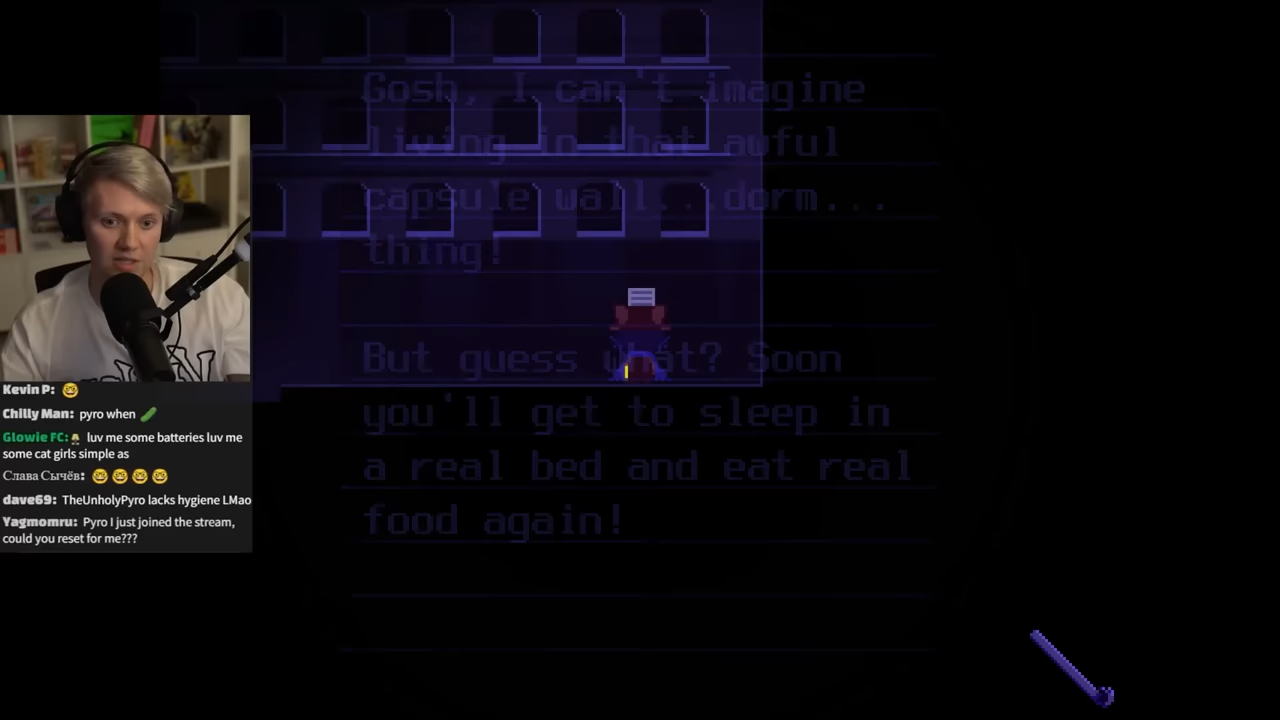 Gosh, I can't imagine
living in that awful
capsule wall...dorm...
thing!
But guess what? Soon
you'll get to sleep in
a real bed and eat real
food again!
Kevin P: 🤓
Chilly Man: pyro when 🥒
Glowie FC: luv me some batteries luv me
some cat girls simple as
Слава Сычёв: 🤓 🤓 🤓 🤓
dave69: TheUnholyPyro lacks hygiene LMao
Yagmomru: Pyro I just joined the stream,
could you reset for me???